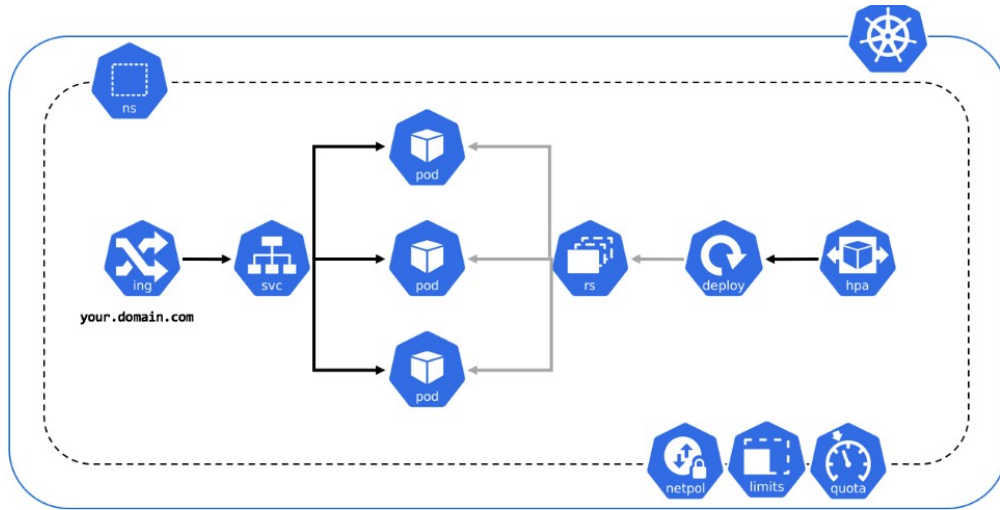 ns
pod
ing
svc
pod
rs
deploy
hpa
your.domain.com
pod
netpol
limits
quota